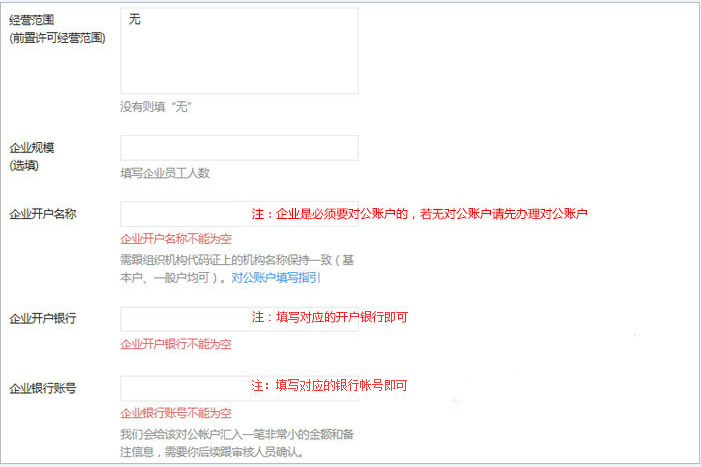 经营范围
(前置许可经营范围)
无
没有则填“无”
企业规模
(选填)
填写企业员工人数
企业开户名称
注：企业是必须要对公账户的，若无对公账户请先办理对公账户
企业开户名称不能为空
需跟组织机构代码证上的机构名称保持一致（基
本户、一般户均可）。对公账户填写指引
企业开户银行
注：填写对应的开户银行即可
企业开户银行不能为空
企业银行账号
注：填写对应的银行帐号即可
企业银行账号不能为空
我们会给该对公帐户汇入一笔非常小的金额和备
注信息，需要你后续跟审核人员确认。